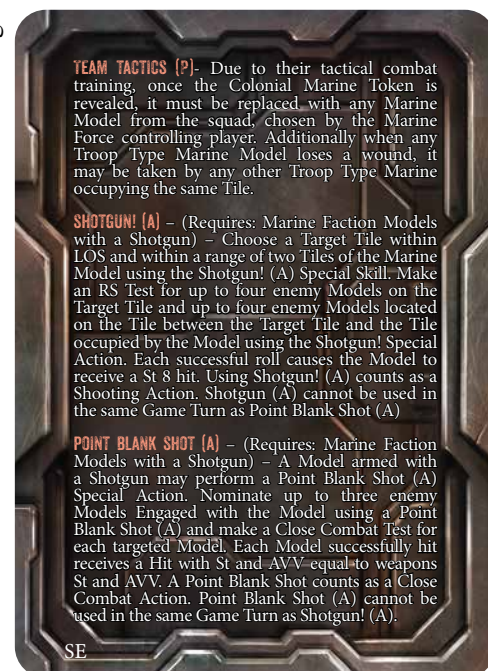 TEAM TACTICS (P)- Due to their tactical combat
training, once the Colonial Marine Token is
revealed, it must be replaced with any Marine
Model from the squad, chosen by the Marine
Force controlling player. Additionally when any
Troop Type Marine Model loses a wound, it
may be taken by any other Troop Type Marine
occupying the same Tile.
SHOTGUN! (A) – (Requires: Marine Faction Models
with a Shotgun) – Choose a Target Tile within
LOS and within a range of two Tiles of the Marine
Model using the Shotgun! (A) Special Skill. Make
an RS Test for up to four enemy Models on the
Target Tile and up to four enemy Models located
on the Tile between the Target Tile and the Tile
occupied by the Model using the Shotgun! Special
Action. Each successful roll causes the Model to
receive a St 8 hit. Using Shotgun! (A) counts as a
Shooting Action. Shotgun (A) cannot be used in
the same Game Turn as Point Blank Shot (A)
POINT BLANK SHOT (A) – (Requires: Marine Faction
Models with a Shotgun) – A Model armed with
a Shotgun may perform a Point Blank Shot (A)
Special Action. Nominate up to three enemy
Models Engaged with the Model using a Point
Blank Shot (A) and make a Close Combat Test for
each targeted Model. Each Model successfully hit
receives a Hit with St and AVV equal to weapons
St and AVV. A Point Blank Shot counts as a Close
Combat Action. Point Blank Shot (A) cannot be
used in the same Game Turn as Shotgun! (A).
SE